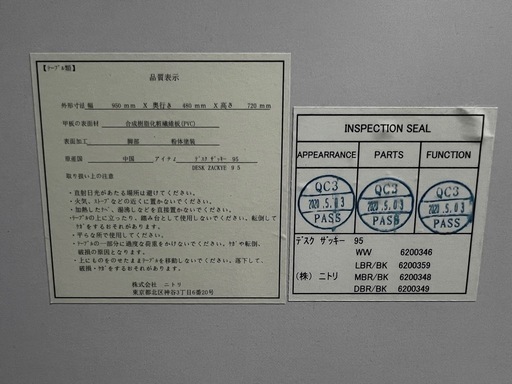 【テーブル類】
品質表示
外形寸法 幅 950 mm X 奥行き 480 mm X 高さ 720 mm
甲板の表面材 合成樹脂化粧繊維板(PVC)
表面加工 脚部 粉体塗装
原産国 中国 アイテム デスク ザッキー 95
DESK ZACKYE 95
取り扱い上の注意
・直射日光があたる場所は避けてください。
・火気、ストーブなどの近くに置かないでください。
・加熱したナベ、湯沸しなどを直接置かないでください。
・テーブルの上に立ったり、踏み台として使用しないでください。転倒して
ケガをするおそれがあります。
・平らな所で使用してください。
・テーブルの一部分に過度な荷重をかけないでください。ケガや転倒、
破損の原因となります。
・上にものをのせたままテーブルを移動しないでください。落下して、
破損・ケガをするおそれがあります。
株式会社 ニトリ
東京都北区神谷3丁目6番20号
INSPECTION SEAL
APPEARRANCE PARTS FUNCTION
QC3 QC3 QC3
2020.5.03 2020.5.03 2020.5.03
PASS PASS PASS
デスク ザッキー 95
WW 6200346
LBR/BK 6200359
(株) ニトリ MBR/BK 6200348
DBR/BK 6200349